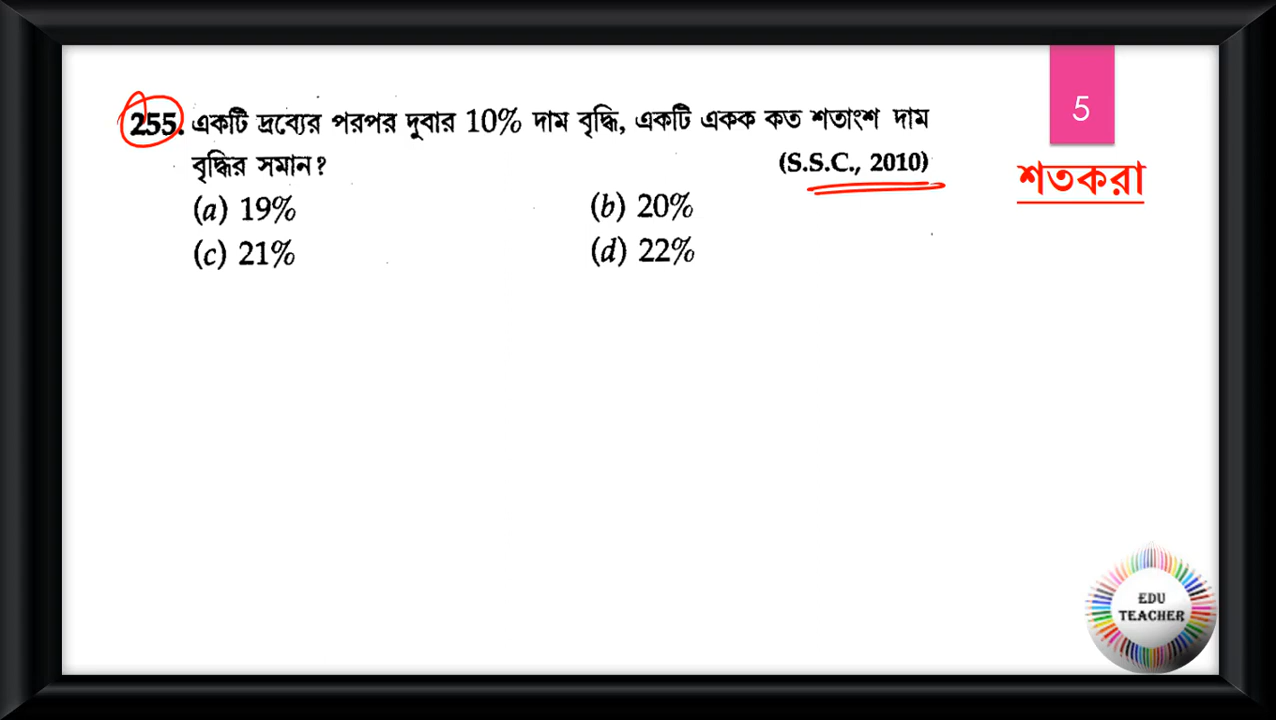 255. একটি দ্রব্যের পরপর দুবার 10% দাম বৃদ্ধি, একটি একক কত শতাংশ দাম
বৃদ্ধির সমান?
(S.S.C., 2010)
(a) 19%
(b) 20%
(c) 21%
(d) 22%
5
শতকরা
EDU
TEACHER